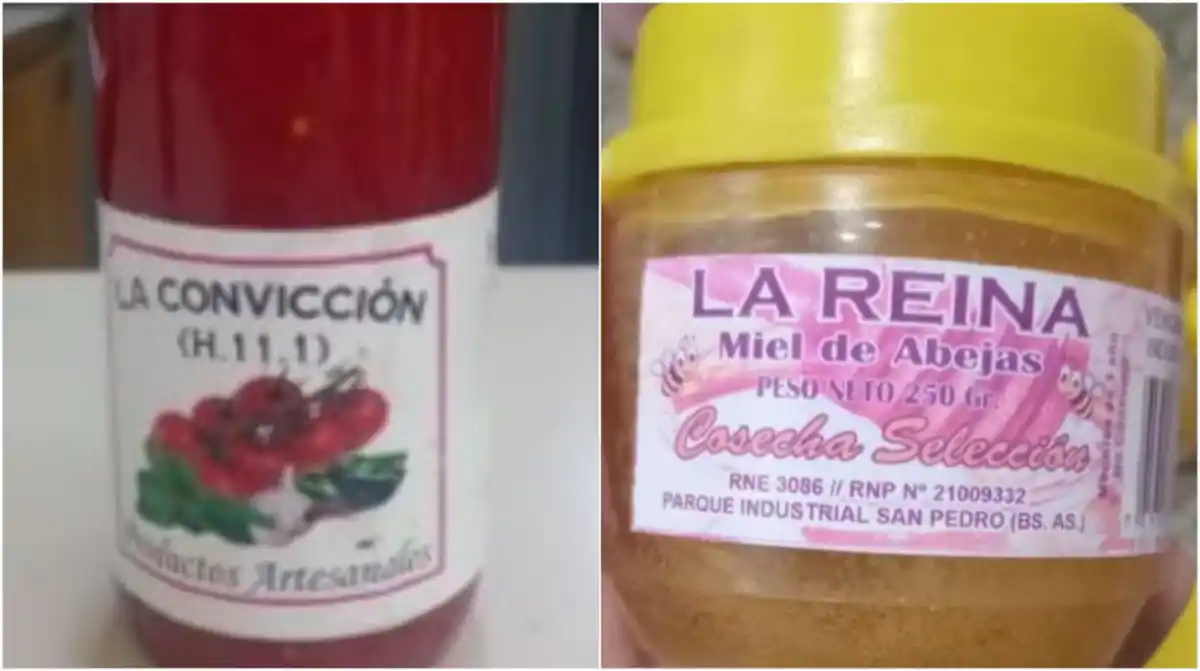 LA CONVICCIÓN
(H.11.1)
Productos Artesanales
LA REINA
Miel de Abejas
PESO NETO 250 Gr.
Cosecha Selección
RNE 3086 // RNP Nº 21009332
PARQUE INDUSTRIAL SAN PEDRO (BS. AS.)